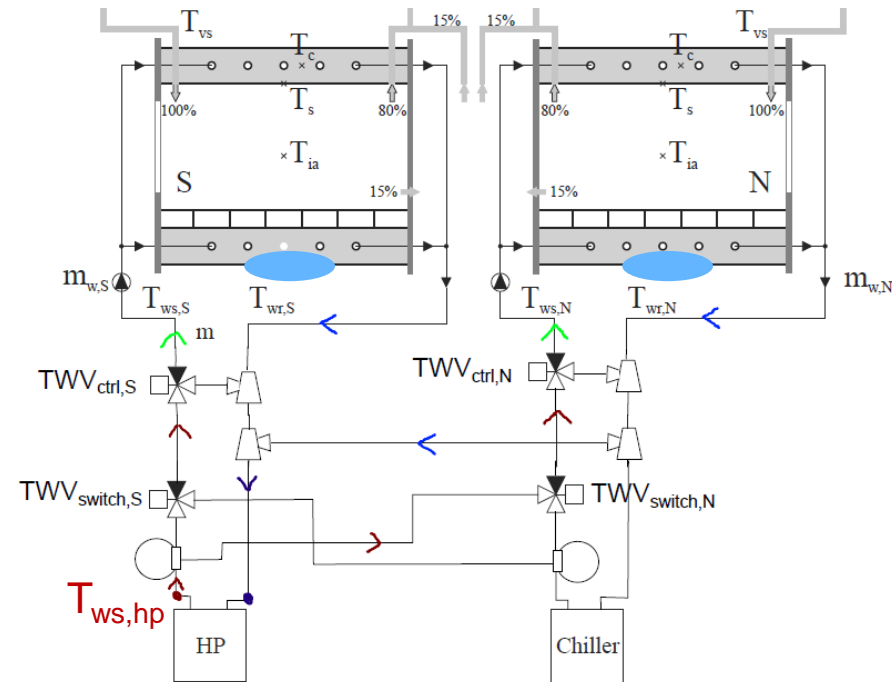 T_vs
15%
15%
T_vs
T_c
T_c
100%
T_s
80%
80%
T_s
100%
T_ia
T_ia
S
15%
15%
N
m_w,S
T_ws,S
T_wr,S
T_ws,N
T_wr,N
m_w,N
m
TWV_ctrl,S
TWV_ctrl,N
TWV_switch,S
TWV_switch,N
T_ws,hp
HP
Chiller